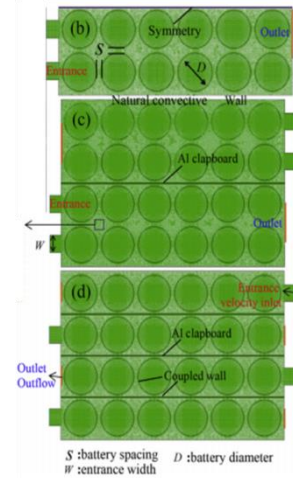 (b)
Symmetry
Outlet
S
Entrance
D
Natural convective Wall
(c)
Al clapboard
Entrance
Outlet
W
(d)
Entrance
velocity inlet
Al clapboard
Outlet
Outflow
Coupled wall
S :battery spacing D :battery diameter
W :entrance width